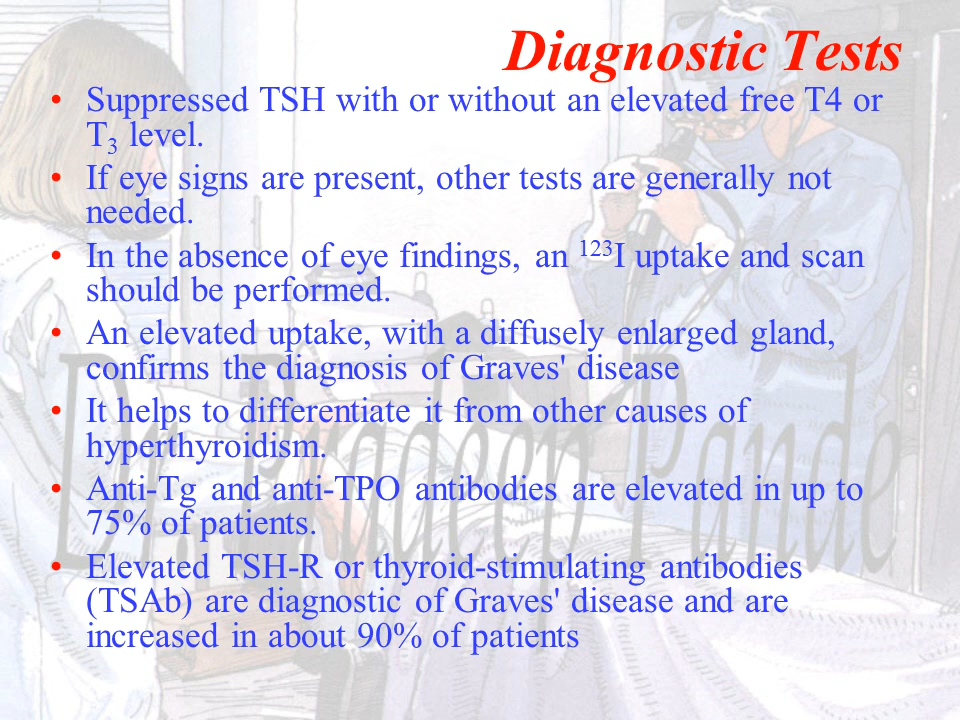 Diagnostic Tests
• Suppressed TSH with or without an elevated free T4 or
T₃ level.
• If eye signs are present, other tests are generally not
needed.
• In the absence of eye findings, an ¹²³I uptake and scan
should be performed.
• An elevated uptake, with a diffusely enlarged gland,
confirms the diagnosis of Graves' disease
• It helps to differentiate it from other causes of
hyperthyroidism.
• Anti-Tg and anti-TPO antibodies are elevated in up to
75% of patients.
• Elevated TSH-R or thyroid-stimulating antibodies
(TSAb) are diagnostic of Graves' disease and are
increased in about 90% of patients
Dr. Pradeep Pande